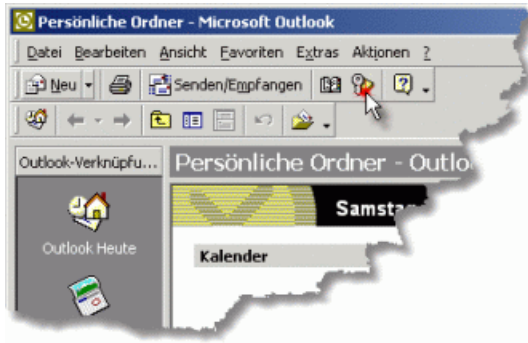 Persönliche Ordner - Microsoft Outlook
Datei Bearbeiten Ansicht Favoriten Extras Aktionen ?
Neu Senden/Empfangen
Outlook-Verknüpfu... Persönliche Ordner - Outlo
Samsta
Outlook Heute
Kalender